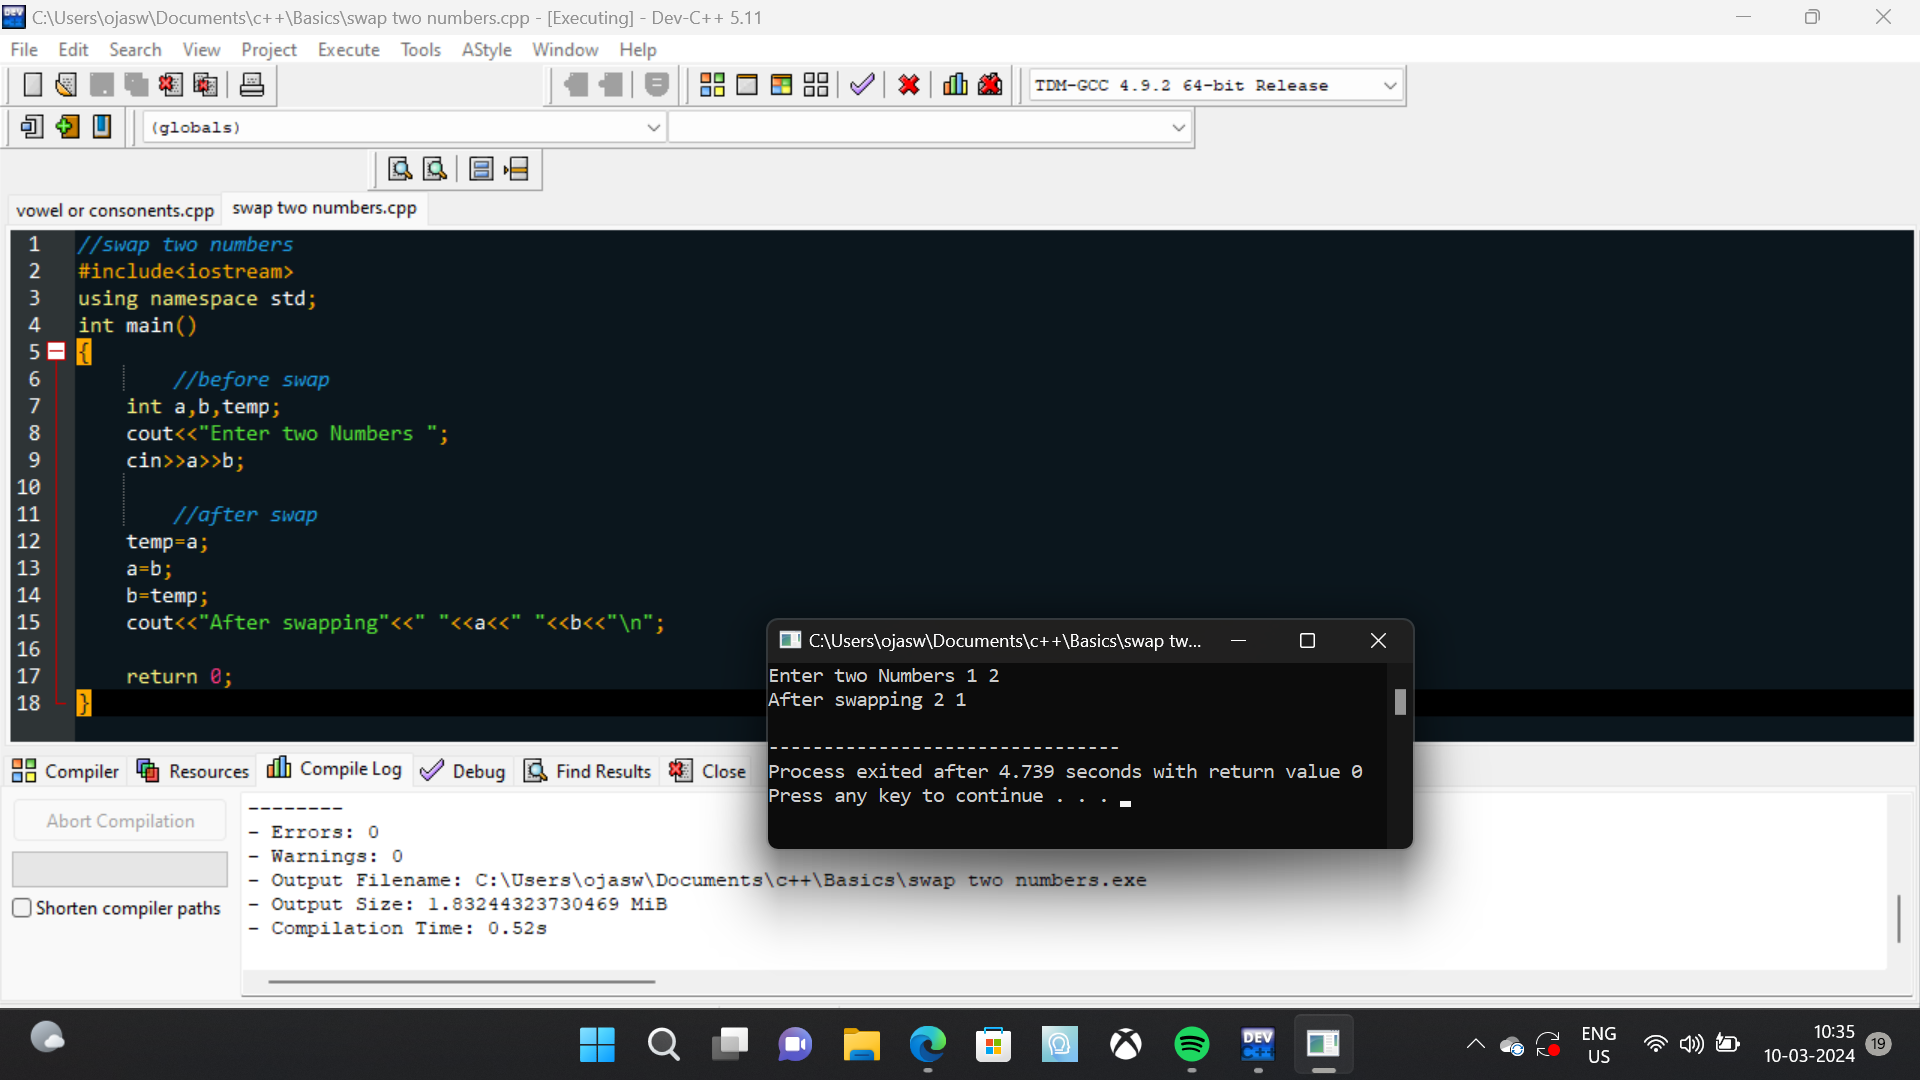 C:\Users\ojasw\Documents\c++\Basics\swap two numbers.cpp - [Executing] - Dev-C++ 5.11
File Edit Search View Project Execute Tools AStyle Window Help
TDM-GCC 4.9.2 64-bit Release
(globals)
vowel or consonents.cpp swap two numbers.cpp
1 //swap two numbers
2 #include<iostream>
3 using namespace std;
4 int main()
5 {
6 //before swap
7 int a,b,temp;
8 cout<<"Enter two Numbers ";
9 cin>>a>>b;
10
11 //after swap
12 temp=a;
13 a=b;
14 b=temp;
15 cout<<"After swapping"<<" "<<a<<" "<<b<<"\n";
16
17 return 0;
18 }
C:\Users\ojasw\Documents\c++\Basics\swap tw...
Enter two Numbers 1 2
After swapping 2 1
--------------------------------
Process exited after 4.739 seconds with return value 0
Press any key to continue . . .
Compiler Resources Compile Log Debug Find Results Close
Abort Compilation
Shorten compiler paths
--------
- Errors: 0
- Warnings: 0
- Output Filename: C:\Users\ojasw\Documents\c++\Basics\swap two numbers.exe
- Output Size: 1.83244323730469 MiB
- Compilation Time: 0.52s
DEV
C++
ENG
US
10:35
10-03-2024
19